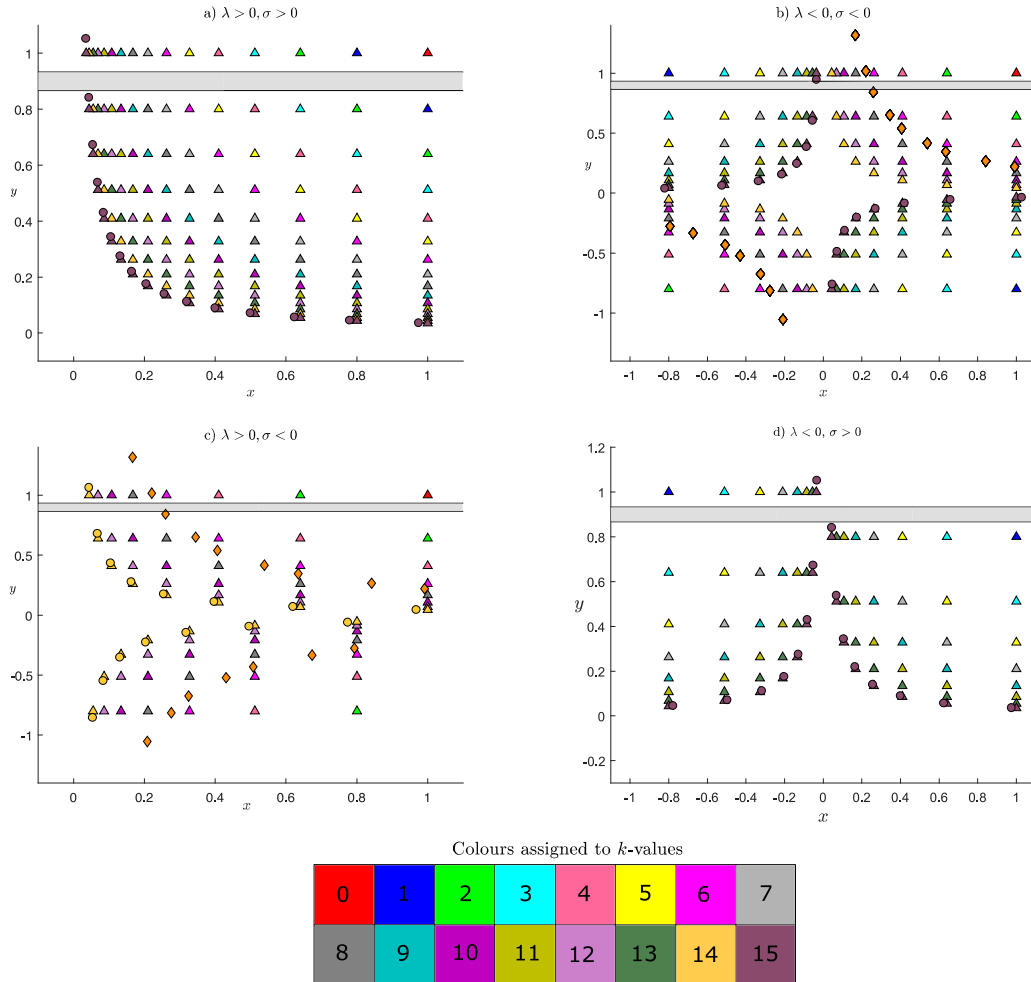 a) λ > 0, σ > 0
1
0.8
0.6
y
0.4
0.2
0
0 0.2 0.4 0.6 0.8 1
x
b) λ < 0, σ < 0
1
0.5
y
0
-0.5
-1
-1 -0.8 -0.6 -0.4 -0.2 0 0.2 0.4 0.6 0.8 1
x
c) λ > 0, σ < 0
1
0.5
y
0
-0.5
-1
0 0.2 0.4 0.6 0.8 1
x
d) λ < 0, σ > 0
1.2
1
0.8
0.6
y
0.4
0.2
0
-0.2
-1 -0.8 -0.6 -0.4 -0.2 0 0.2 0.4 0.6 0.8 1
x
Colours assigned to k-values
0 1 2 3 4 5 6 7
8 9 10 11 12 13 14 15